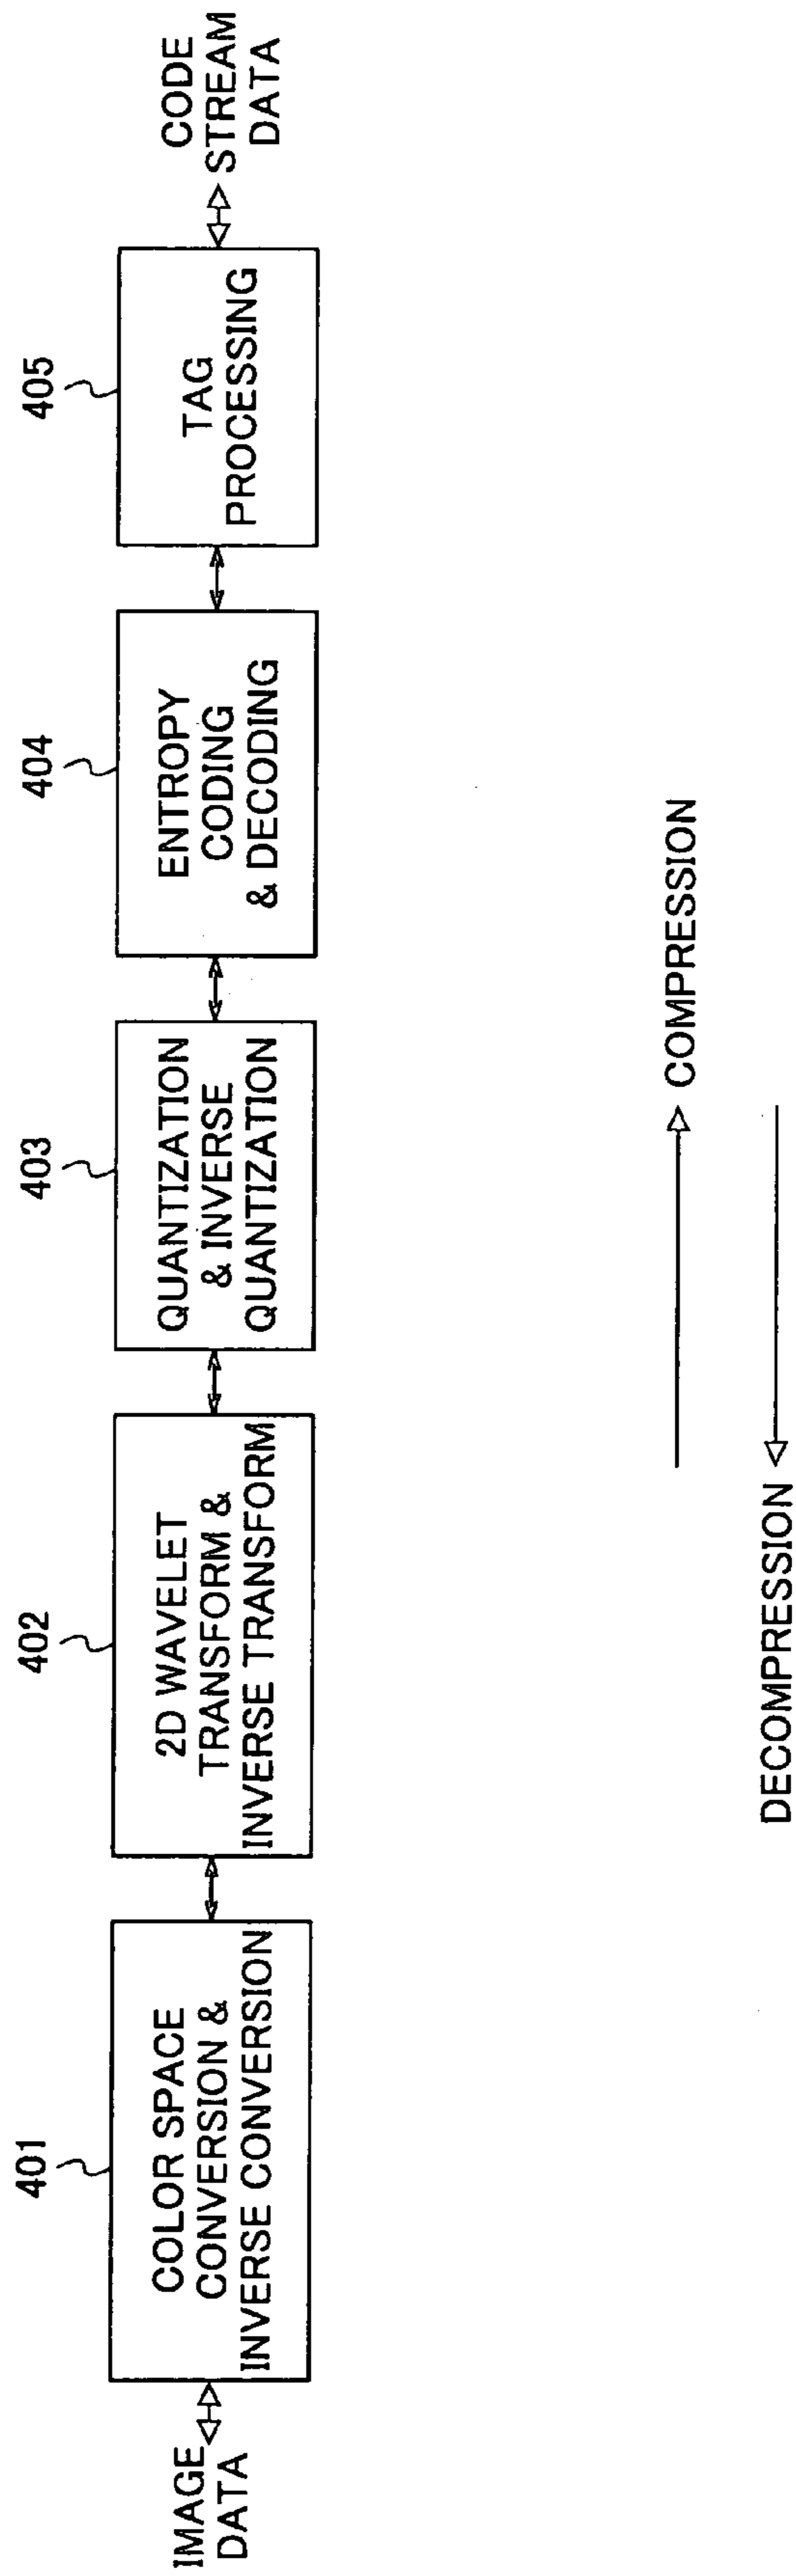 IMAGE
DATA
401
COLOR SPACE
CONVERSION &
INVERSE CONVERSION
402
2D WAVELET
TRANSFORM &
INVERSE TRANSFORM
403
QUANTIZATION
& INVERSE
QUANTIZATION
404
ENTROPY
CODING
& DECODING
405
TAG
PROCESSING
CODE
STREAM
DATA
COMPRESSION
DECOMPRESSION